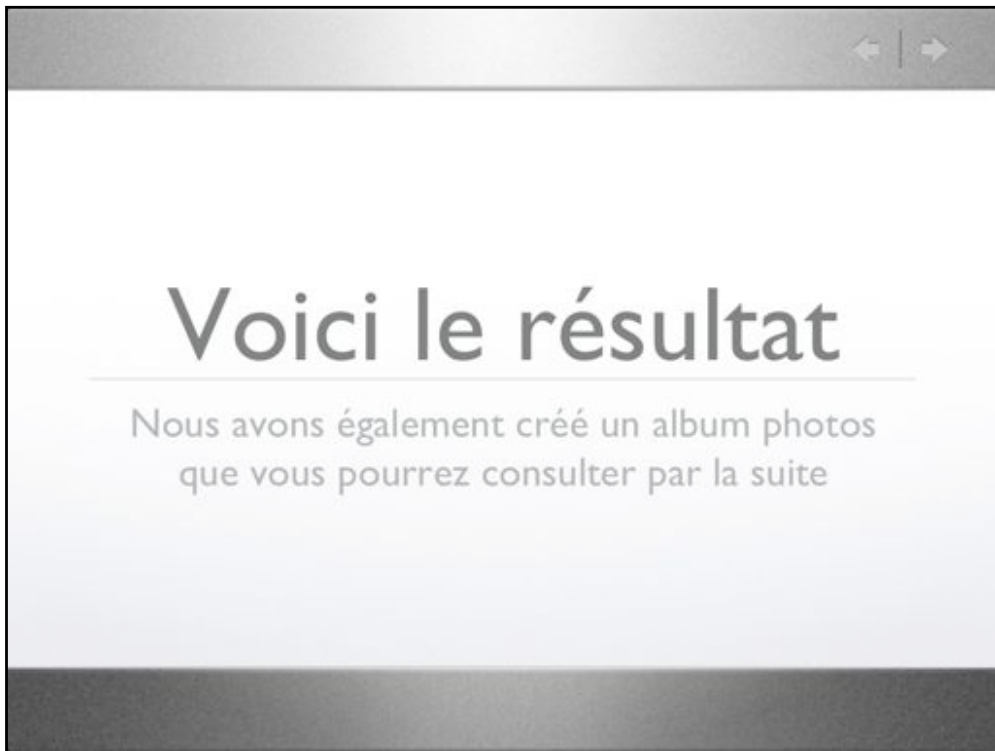 Voici le résultat
Nous avons également créé un album photos
que vous pourrez consulter par la suite